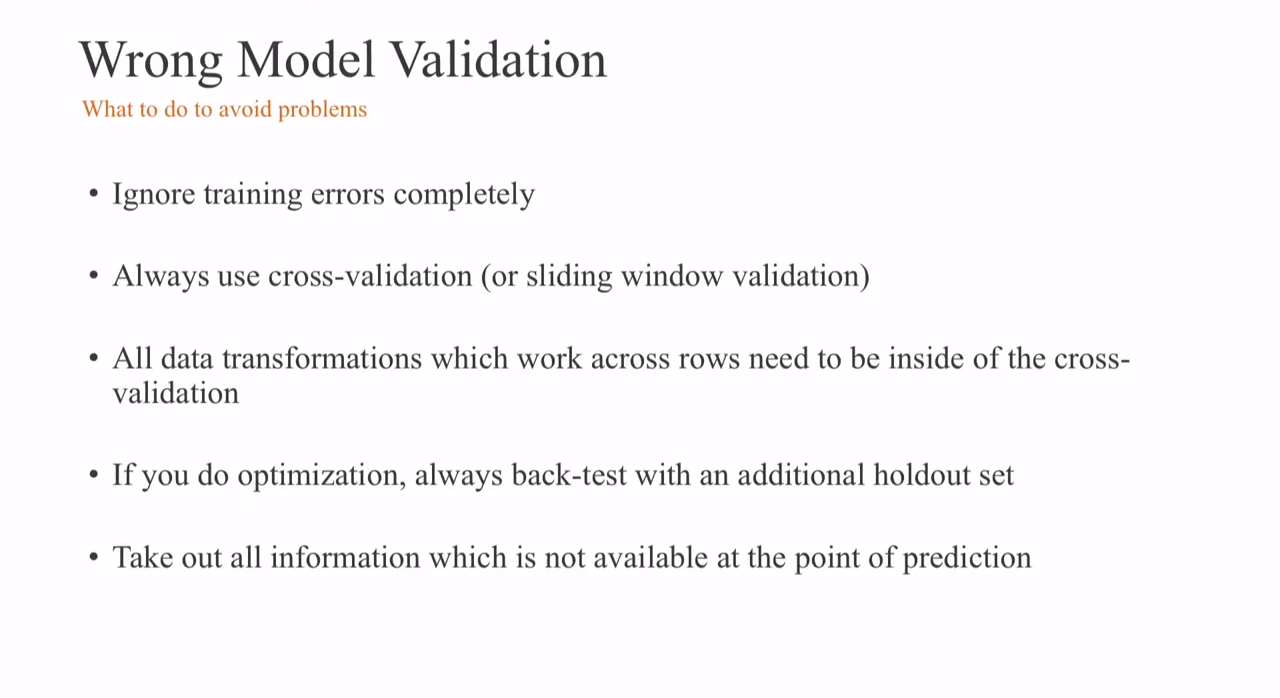 Wrong Model Validation
What to do to avoid problems
• Ignore training errors completely
• Always use cross-validation (or sliding window validation)
• All data transformations which work across rows need to be inside of the cross-
validation
• If you do optimization, always back-test with an additional holdout set
• Take out all information which is not available at the point of prediction